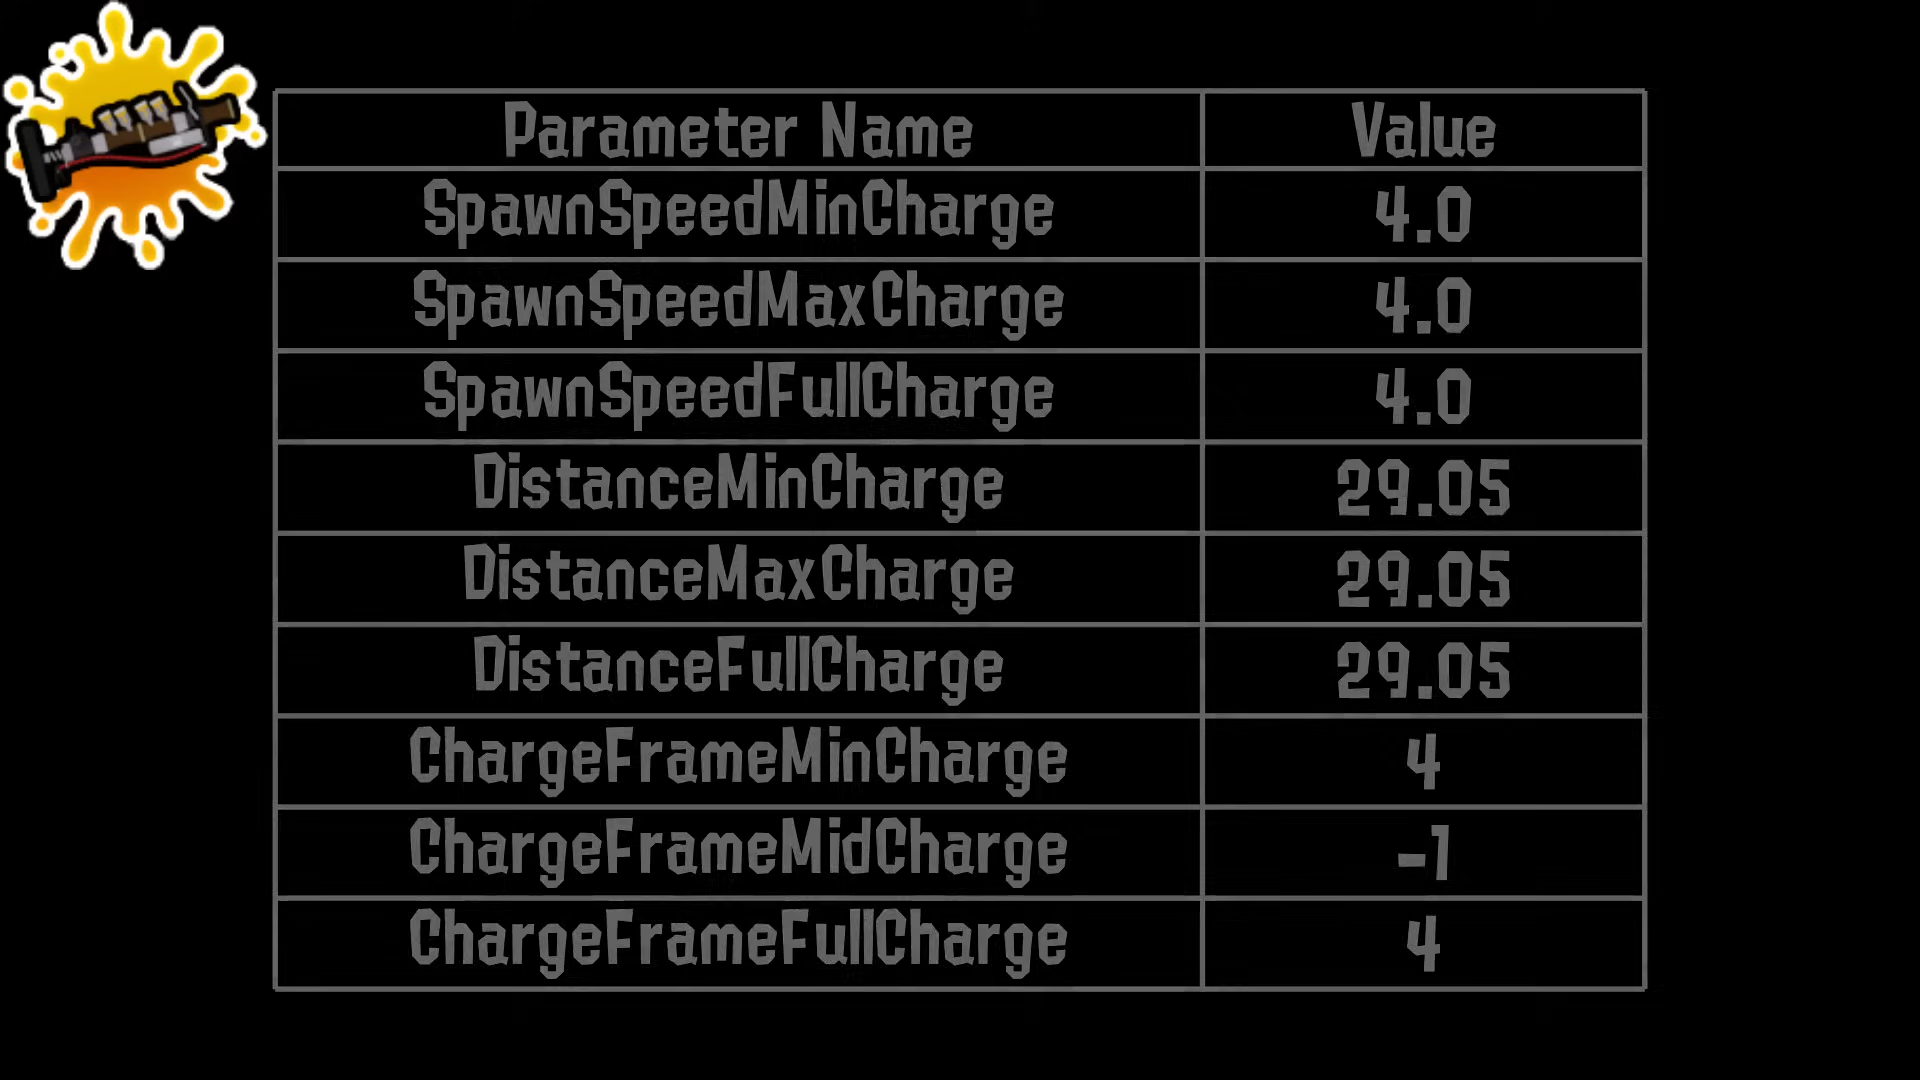 Parameter Name Value
SpawnSpeedMinCharge 4.0
SpawnSpeedMaxCharge 4.0
SpawnSpeedFullCharge 4.0
DistanceMinCharge 29.05
DistanceMaxCharge 29.05
DistanceFullCharge 29.05
ChargeFrameMinCharge 4
ChargeFrameMidCharge -1
ChargeFrameFullCharge 4